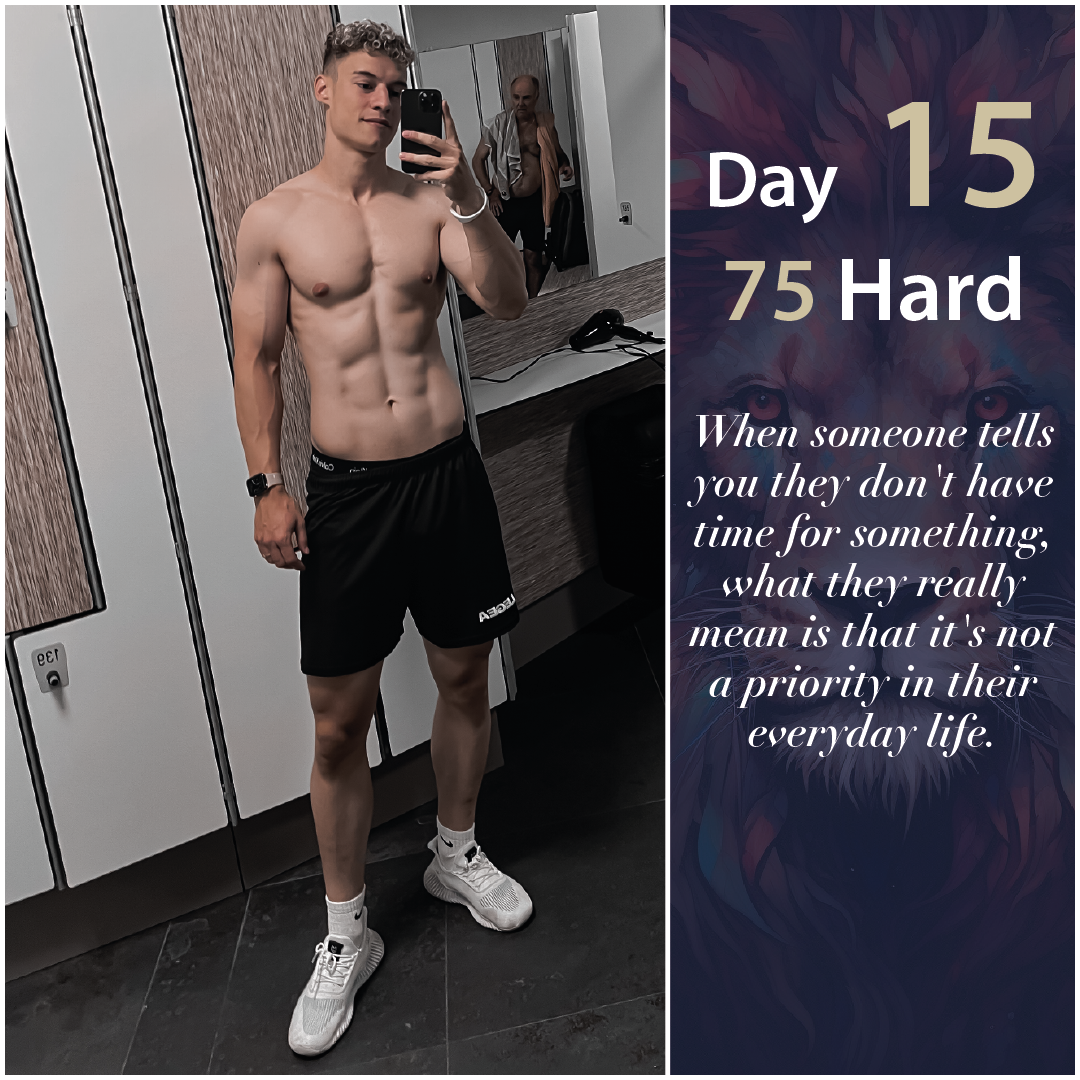 Day 15
75 Hard
When someone tells
you they don't have
time for something,
what they really
mean is that it's not
a priority in their
everyday life.
LEGEA
139